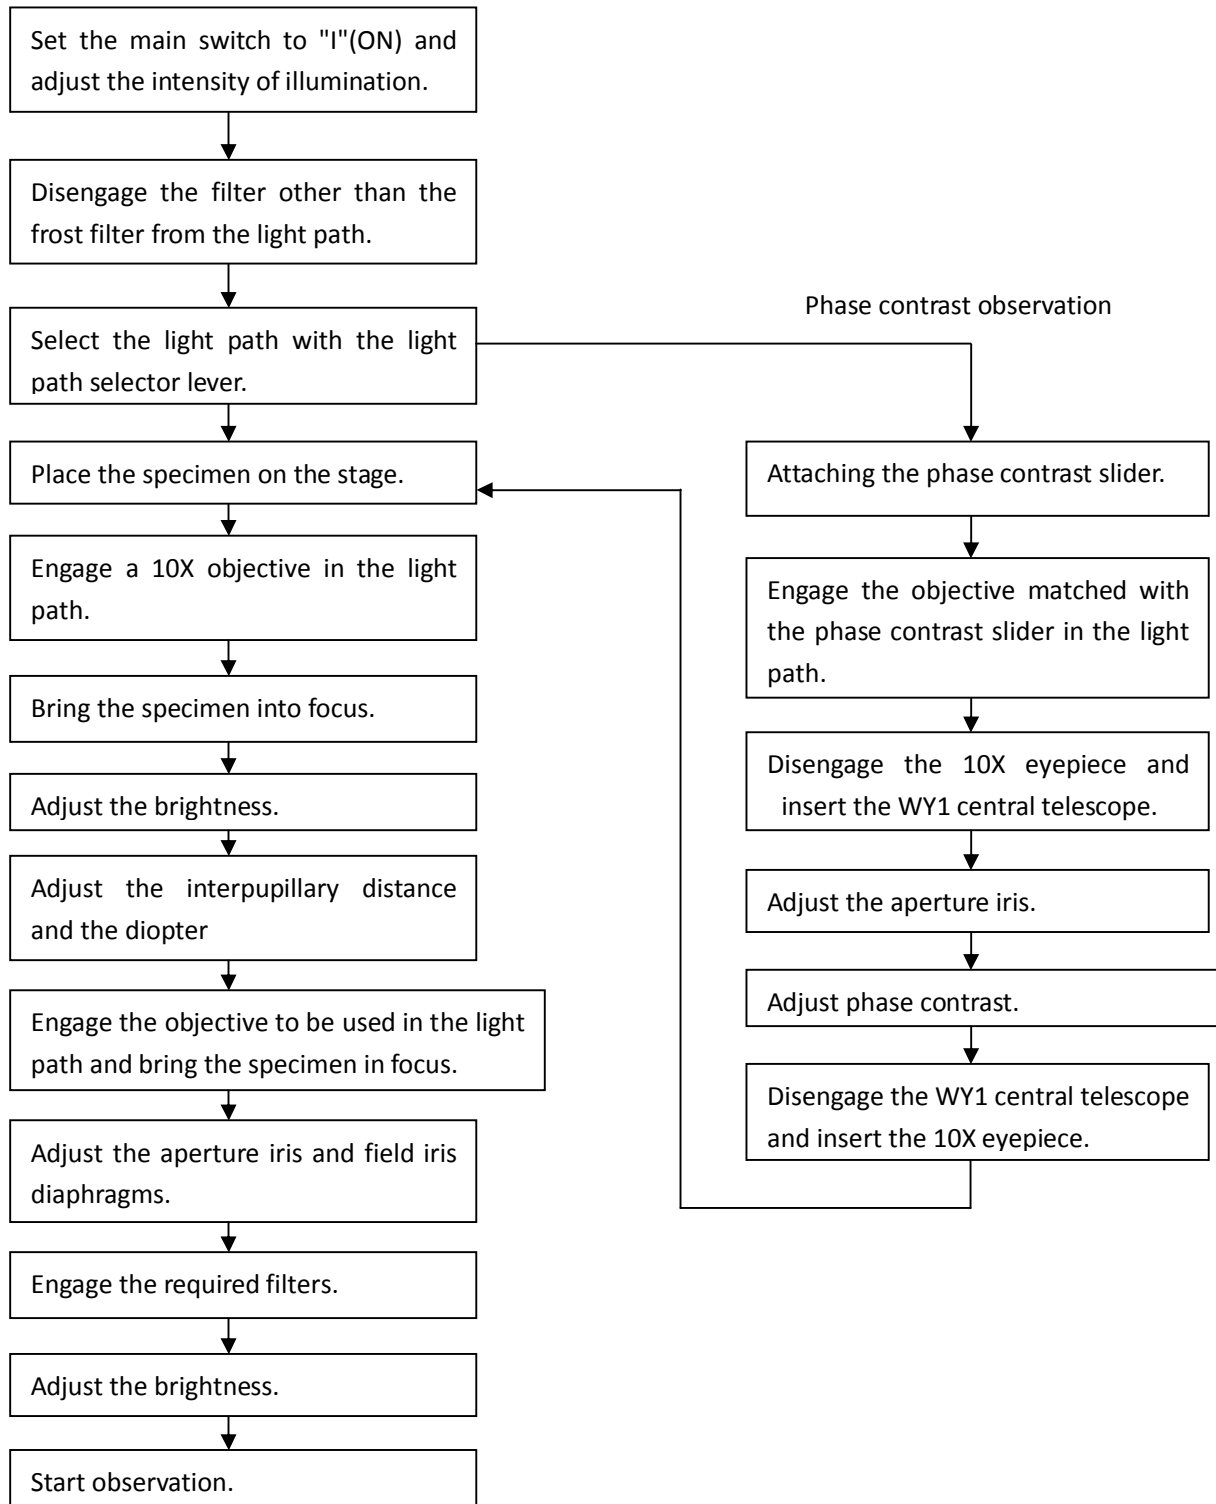 Set the main switch to "I"(ON) and
adjust the intensity of illumination.
Disengage the filter other than the
frost filter from the light path.
Select the light path with the light
path selector lever.
Place the specimen on the stage.
Engage a 10X objective in the light
path.
Bring the specimen into focus.
Adjust the brightness.
Adjust the interpupillary distance
and the diopter
Engage the objective to be used in the light
path and bring the specimen in focus.
Adjust the aperture iris and field iris
diaphragms.
Engage the required filters.
Adjust the brightness.
Start observation.
Phase contrast observation
Attaching the phase contrast slider.
Engage the objective matched with
the phase contrast slider in the light
path.
Disengage the 10X eyepiece and
insert the WY1 central telescope.
Adjust the aperture iris.
Adjust phase contrast.
Disengage the WY1 central telescope
and insert the 10X eyepiece.